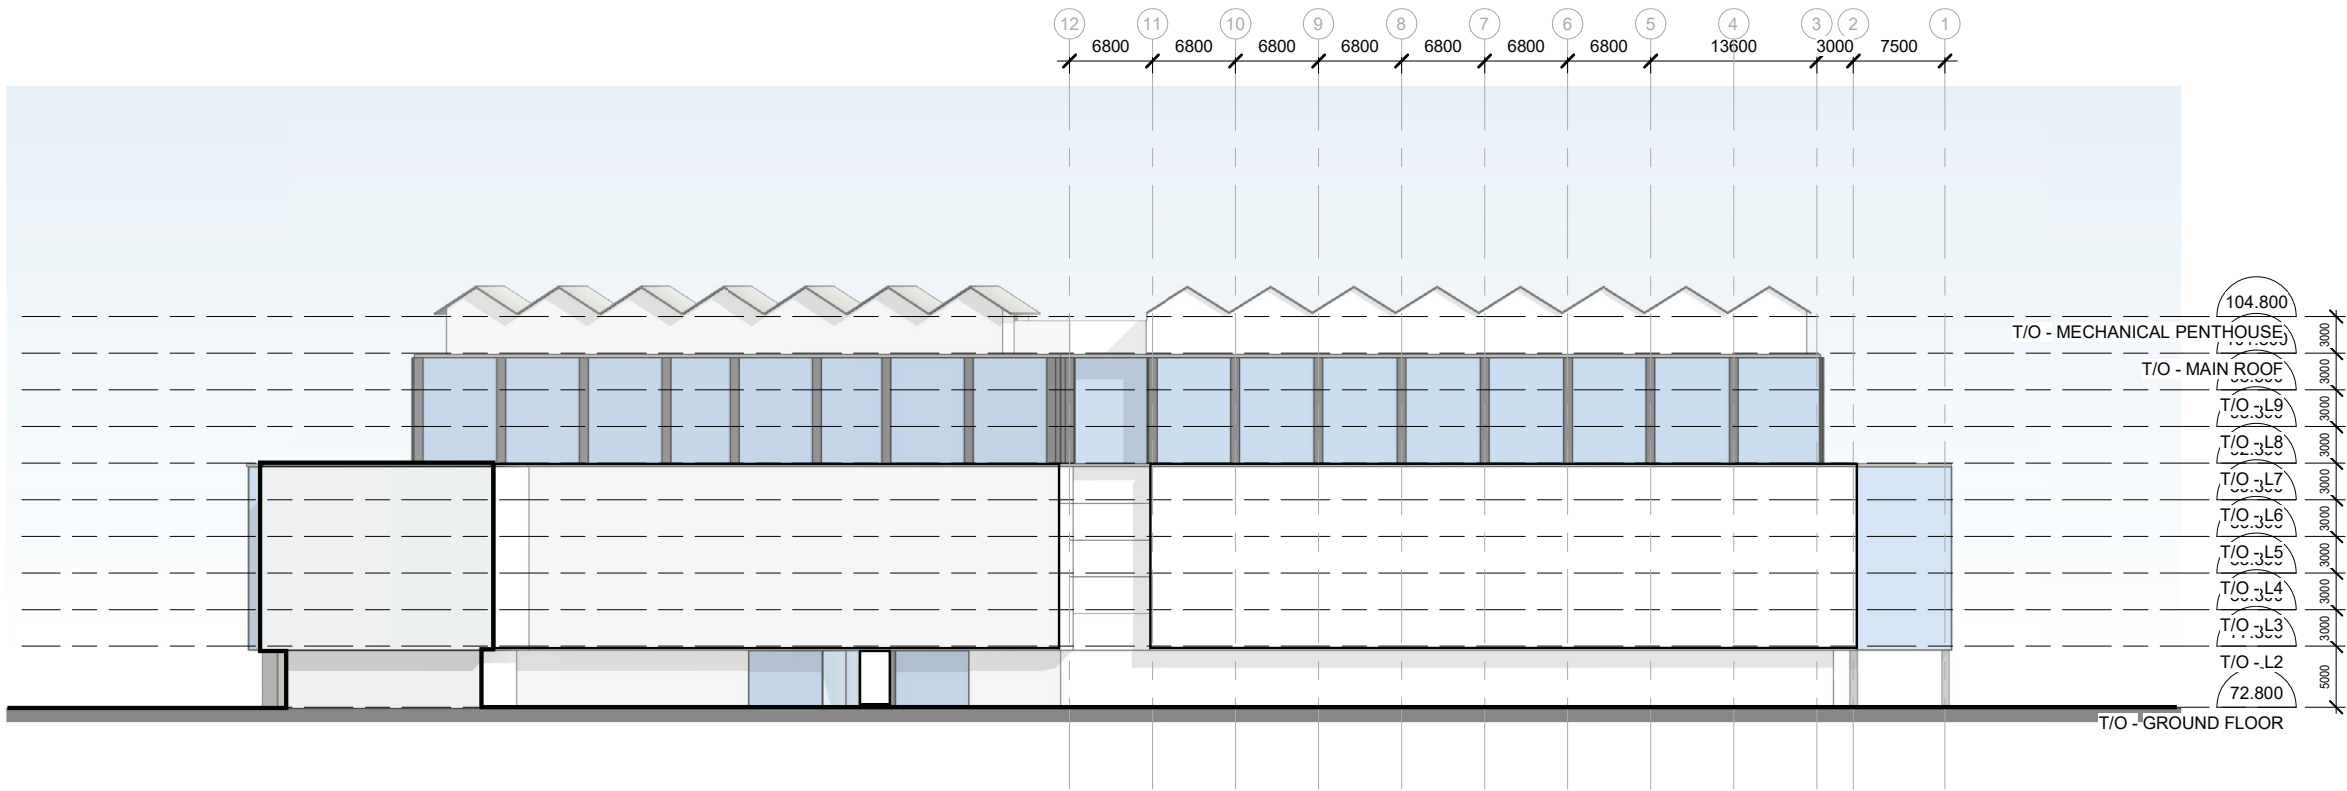 12 11 10 9 8 7 6 5 4 3 2 1
6800 6800 6800 6800 6800 6800 6800 13600 3000 7500
104.800
T/O - MECHANICAL PENTHOUSE
3000
T/O - MAIN ROOF
3000
T/O - L9
3000
T/O - L8
3000
T/O - L7
3000
T/O - L6
3000
T/O - L5
3000
T/O - L4
3000
T/O - L3
3000
T/O - L2
5000
72.800
T/O - GROUND FLOOR